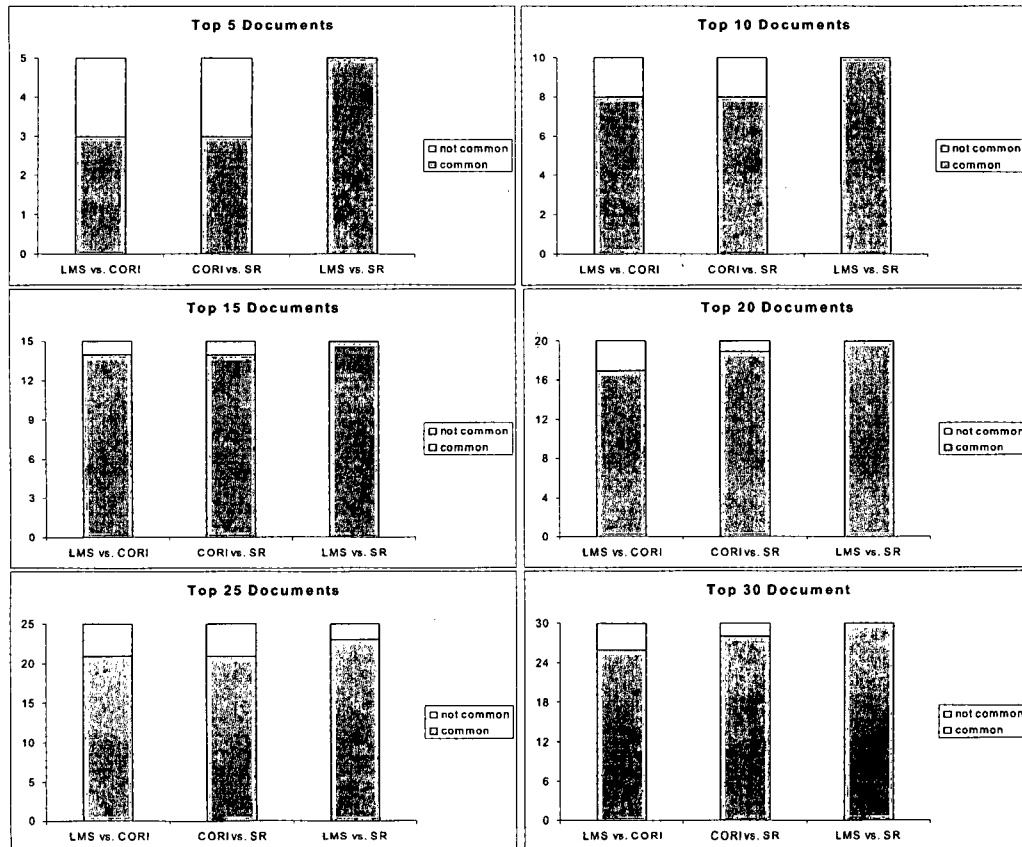 Top 5 Documents
5
4
3
2
1
0
LMS vs. CORI
CORI vs. SR
LMS vs. SR
not common
common
Top 10 Documents
10
8
6
4
2
0
LMS vs. CORI
CORI vs. SR
LMS vs. SR
not common
common
Top 15 Documents
15
12
9
6
3
0
LMS vs. CORI
CORI vs. SR
LMS vs. SR
not common
common
Top 20 Documents
20
16
12
8
4
0
LMS vs. CORI
CORI vs. SR
LMS vs. SR
not common
common
Top 25 Documents
25
20
15
10
5
0
LMS vs. CORI
CORI vs. SR
LMS vs. SR
not common
common
Top 30 Document
30
24
18
12
6
0
LMS vs. CORI
CORI vs. SR
LMS vs. SR
not common
common